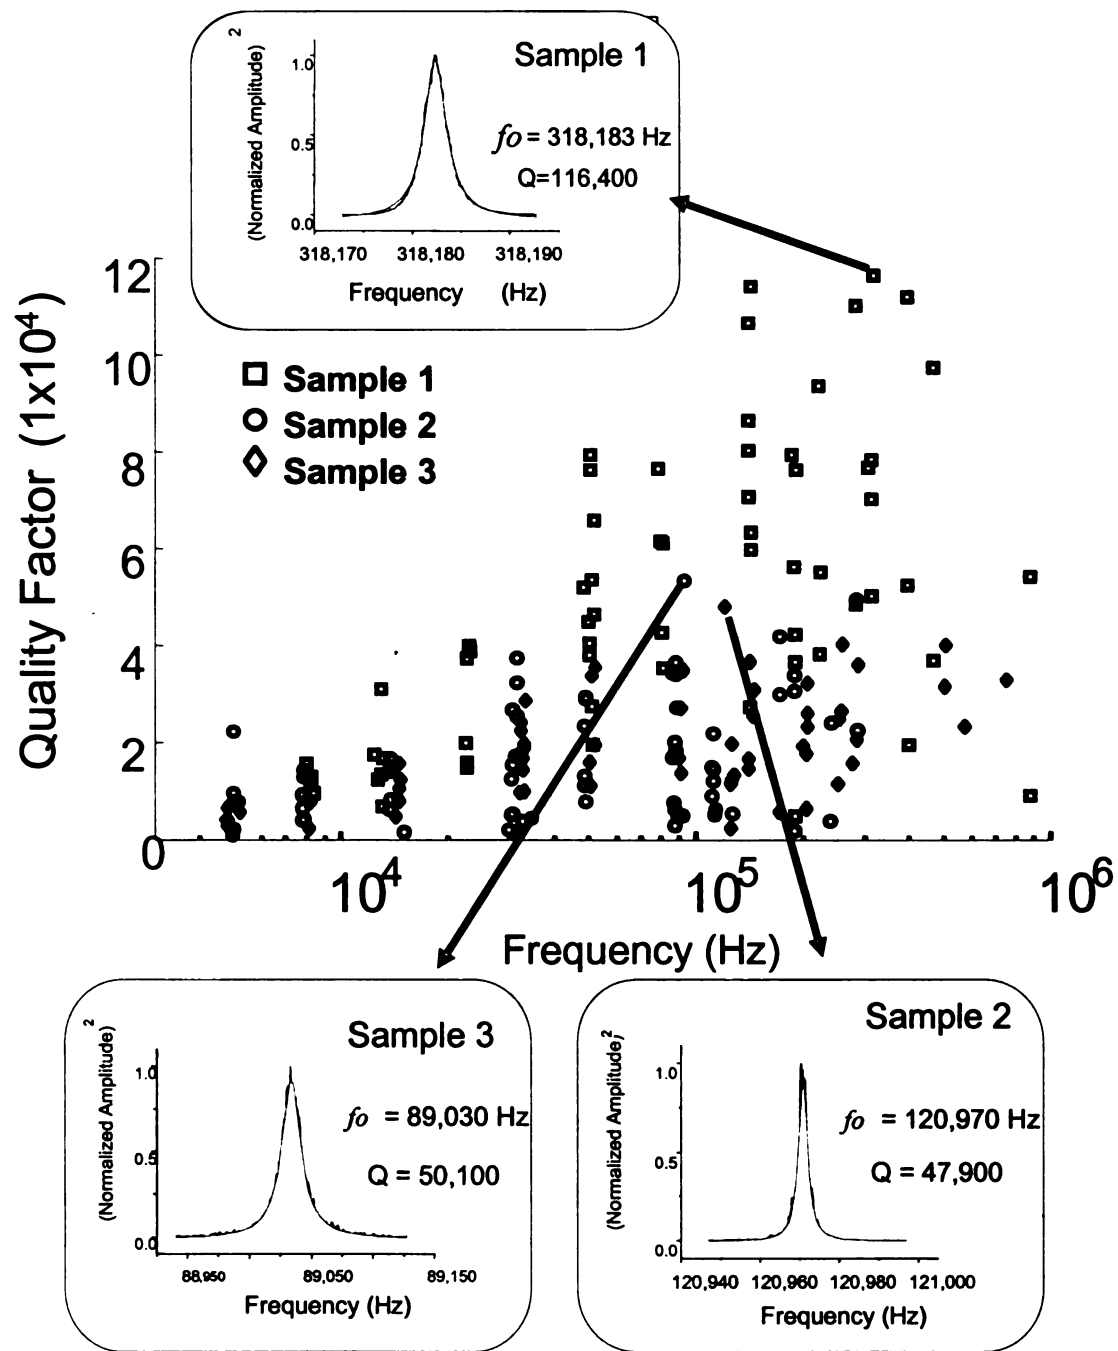 Sample 1
(Normalized Amplitude)²
1.0
0.5
0.0
fo = 318,183 Hz
Q=116,400
318,170 318,180 318,190
Frequency (Hz)
Quality Factor (1x10⁴)
12
10
8
6
4
2
0
Sample 1
Sample 2
Sample 3
10⁴ 10⁵ 10⁶
Frequency (Hz)
Sample 3
(Normalized Amplitude)²
1.0
0.5
0.0
fo = 89,030 Hz
Q = 50,100
88,950 89,050 89,150
Frequency (Hz)
Sample 2
(Normalized Amplitude)²
1.0
0.5
0.0
fo = 120,970 Hz
Q = 47,900
120,940 120,960 120,980 121,000
Frequency (Hz)